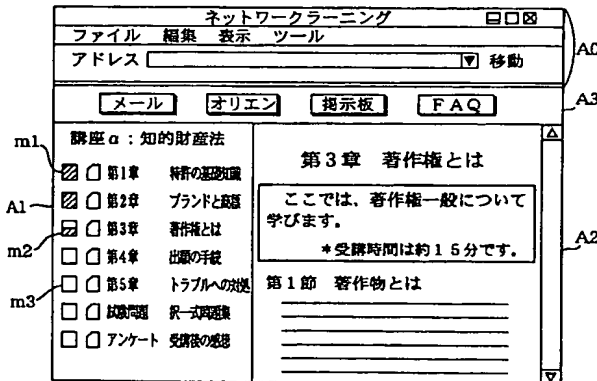 ネットワークラーニング
ファイル 編集 表示 ツール
アドレス 移動
A0
メール オリエン 掲示板 FAQ
A3
講座α：知的財産法
m1
第1章 特許の基礎知識
A1
第2章 ブランドと商標
第3章 著作権とは
m2
第4章 出願の手続
m3
第5章 トラブルへの対処
試験問題 択一式問題集
アンケート 受講後の感想
第3章 著作権とは
ここでは、著作権一般について
学びます。
＊受講時間は約15分です。
A2
第1節 著作物とは